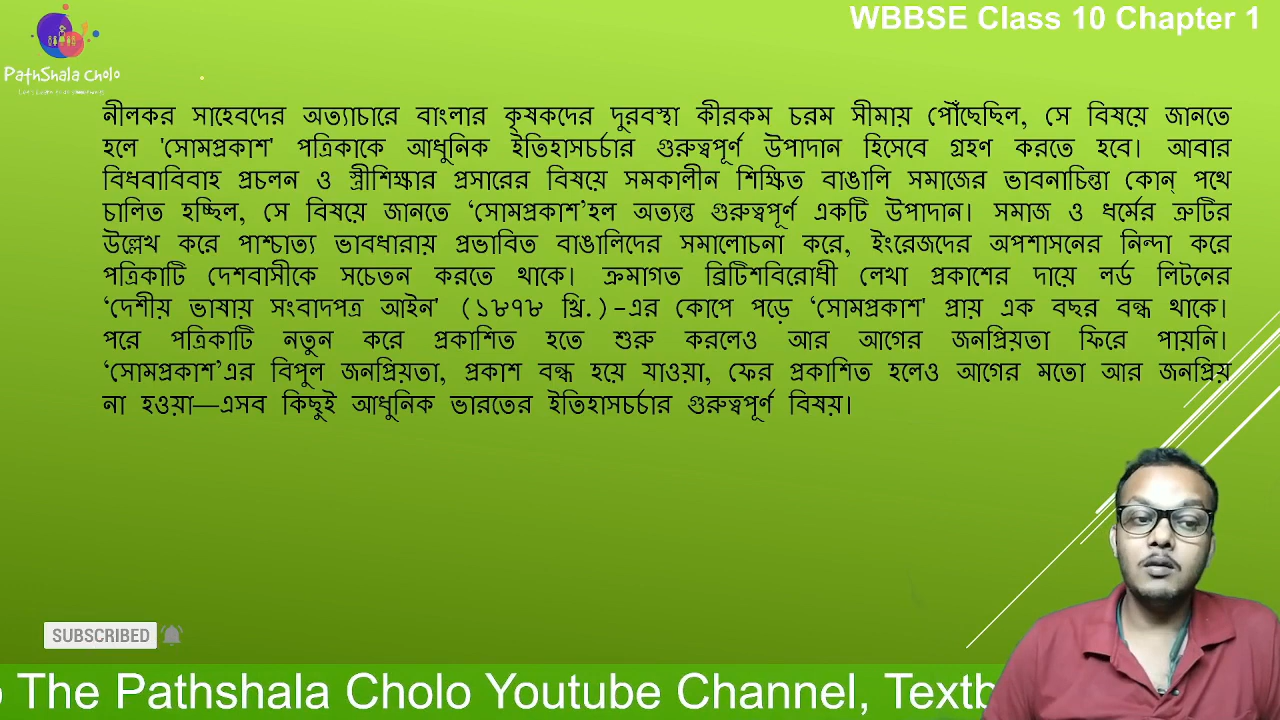 WBBSE Class 10 Chapter 1
PathShala Cholo
নীলকর সাহেবদের অত্যাচারে বাংলার কৃষকদের দুরবস্থা কীরকম চরম সীমায় পৌঁছেছিল, সে বিষয়ে জানতে
হলে 'সোমপ্রকাশ' পত্রিকাকে আধুনিক ইতিহাসচর্চার গুরুত্বপূর্ণ উপাদান হিসেবে গ্রহণ করতে হবে। আবার
বিধবাবিবাহ প্রচলন ও স্ত্রীশিক্ষার প্রসারের বিষয়ে সমকালীন শিক্ষিত বাঙালি সমাজের ভাবনাচিন্তা কোন্ পথে
চালিত হচ্ছিল, সে বিষয়ে জানতে ‘সোমপ্রকাশ’হল অত্যন্ত গুরুত্বপূর্ণ একটি উপাদান। সমাজ ও ধর্মের ত্রুটির
উল্লেখ করে পাশ্চাত্য ভাবধারায় প্রভাবিত বাঙালিদের সমালোচনা করে, ইংরেজদের অপশাসনের নিন্দা করে
পত্রিকাটি দেশবাসীকে সচেতন করতে থাকে। ক্রমাগত ব্রিটিশবিরোধী লেখা প্রকাশের দায়ে লর্ড লিটনের
‘দেশীয় ভাষায় সংবাদপত্র আইন' (১৮৭৮ খ্রি.)-এর কোপে পড়ে ‘সোমপ্রকাশ' প্রায় এক বছর বন্ধ থাকে।
পরে পত্রিকাটি নতুন করে প্রকাশিত হতে শুরু করলেও আর আগের জনপ্রিয়তা ফিরে পায়নি।
‘সোমপ্রকাশ’এর বিপুল জনপ্রিয়তা, প্রকাশ বন্ধ হয়ে যাওয়া, ফের প্রকাশিত হলেও আগের মতো আর জনপ্রিয়
না হওয়া—এসব কিছুই আধুনিক ভারতের ইতিহাসচর্চার গুরুত্বপূর্ণ বিষয়।
SUBSCRIBED
The Pathshala Cholo Youtube Channel, Textb